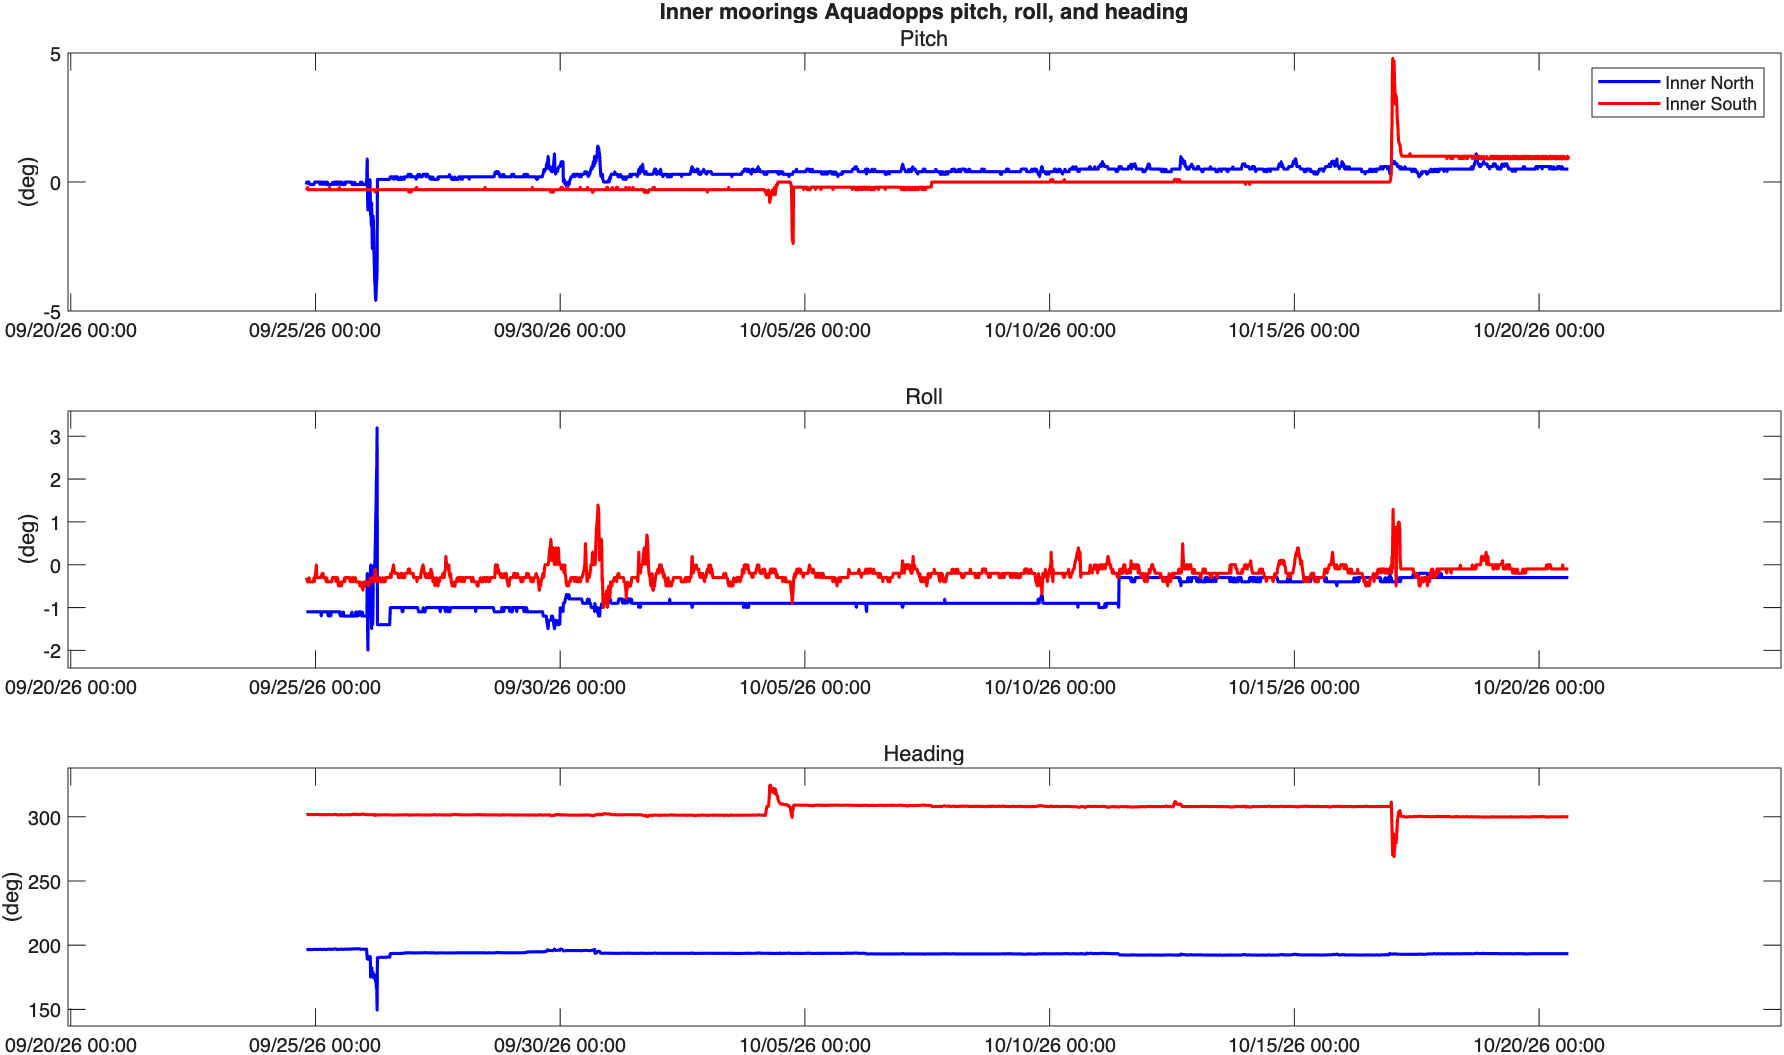 Inner moorings Aquadopps pitch, roll, and heading
Pitch
5
0
-5
(deg)
Inner North
Inner South
09/20/26 00:00 09/25/26 00:00 09/30/26 00:00 10/05/26 00:00 10/10/26 00:00 10/15/26 00:00 10/20/26 00:00
Roll
3
2
1
0
-1
-2
(deg)
09/20/26 00:00 09/25/26 00:00 09/30/26 00:00 10/05/26 00:00 10/10/26 00:00 10/15/26 00:00 10/20/26 00:00
Heading
300
250
200
150
(deg)
09/20/26 00:00 09/25/26 00:00 09/30/26 00:00 10/05/26 00:00 10/10/26 00:00 10/15/26 00:00 10/20/26 00:00